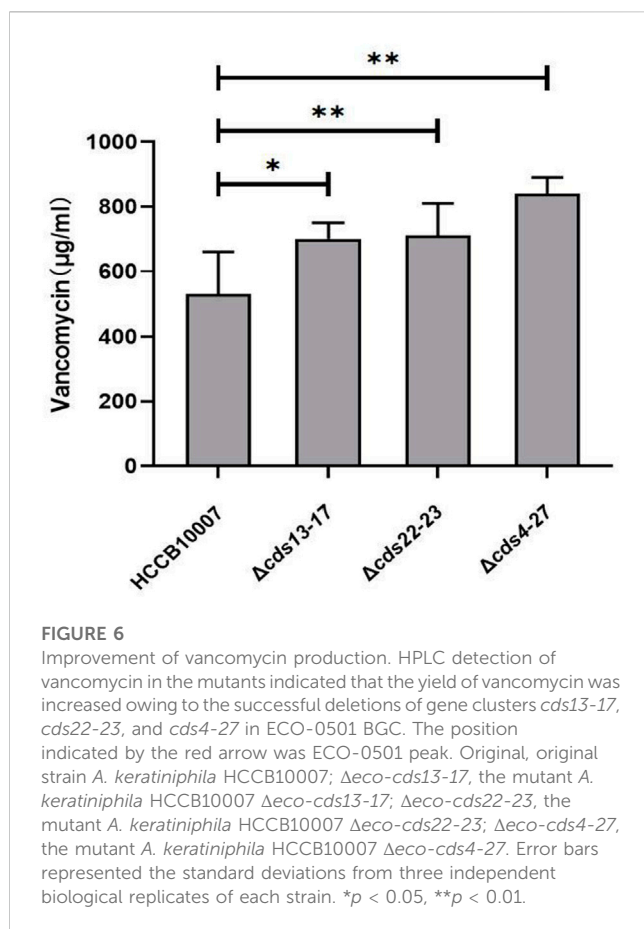 **
**
*
1000
800
600
400
200
0
Vancomycin(μg/ml)
HCCB10007
Δcds13-17
Δcds22-23
Δcds4-27
FIGURE 6
Improvement of vancomycin production. HPLC detection of
vancomycin in the mutants indicated that the yield of vancomycin was
increased owing to the successful deletions of gene clusters cds13-17,
cds22-23, and cds4-27 in ECO-0501 BGC. The position
indicated by the red arrow was ECO-0501 peak. Original, original
strain A. keratiniphila HCCB10007; Δeco-cds13-17, the mutant A.
keratiniphila HCCB10007 Δeco-cds13-17; Δeco-cds22-23, the
mutant A. keratiniphila HCCB10007 Δeco-cds22-23; Δeco-cds4-27,
the mutant A. keratiniphila HCCB10007 Δeco-cds4-27. Error bars
represented the standard deviations from three independent
biological replicates of each strain. *p < 0.05, **p < 0.01.